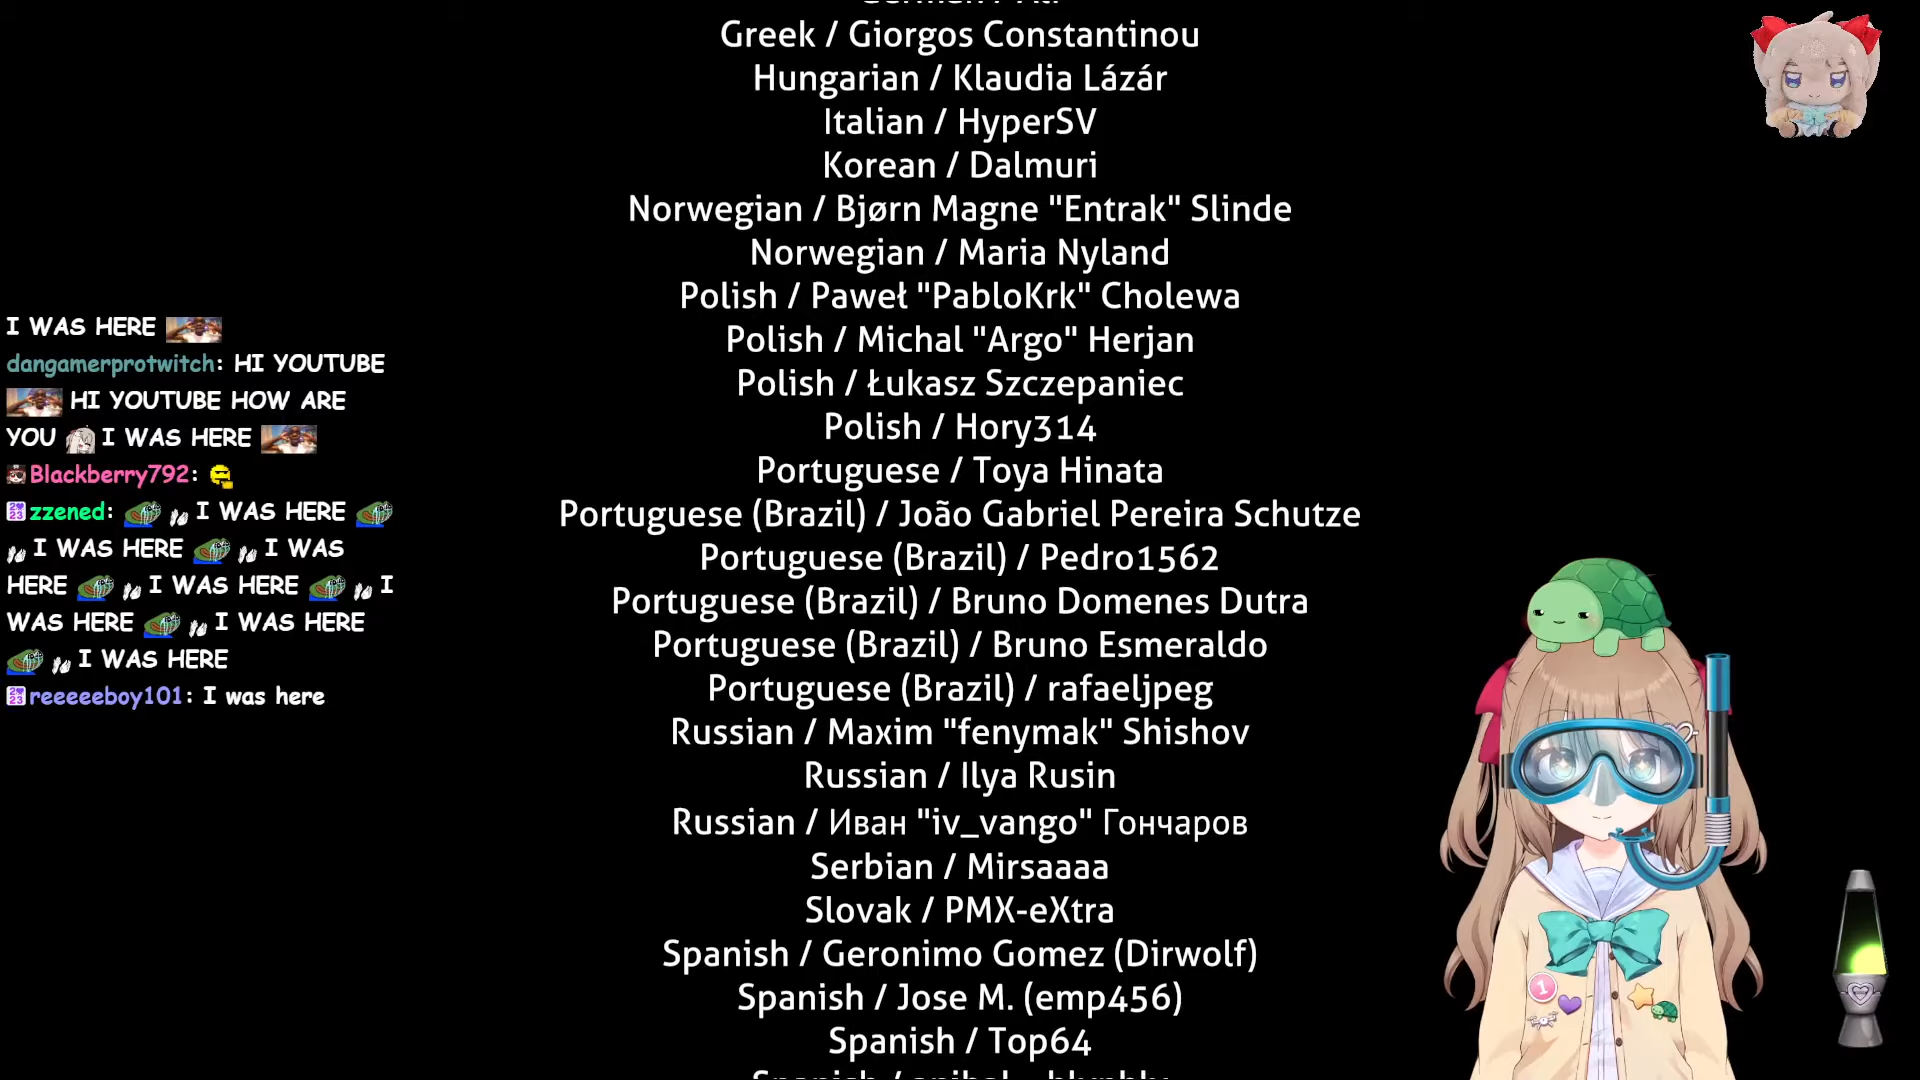 Greek / Giorgos Constantinou
Hungarian / Klaudia Lázár
Italian / HyperSV
Korean / Dalmuri
Norwegian / Bjørn Magne "Entrak" Slinde
Norwegian / Maria Nyland
Polish / Paweł "PabloKrk" Cholewa
Polish / Michal "Argo" Herjan
Polish / Łukasz Szczepaniec
Polish / Hory314
Portuguese / Toya Hinata
Portuguese (Brazil) / João Gabriel Pereira Schutze
Portuguese (Brazil) / Pedro1562
Portuguese (Brazil) / Bruno Domenes Dutra
Portuguese (Brazil) / Bruno Esmeraldo
Portuguese (Brazil) / rafaeljpeg
Russian / Maxim "fenymak" Shishov
Russian / Ilya Rusin
Russian / Иван "iv_vango" Гончаров
Serbian / Mirsaaaa
Slovak / PMX-eXtra
Spanish / Geronimo Gomez (Dirwolf)
Spanish / Jose M. (emp456)
Spanish / Top64
I WAS HERE
dangamerprotwitch: HI YOUTUBE
HI YOUTUBE HOW ARE
YOU I WAS HERE
Blackberry792:
zzened: I WAS HERE
I WAS HERE I WAS
HERE I WAS HERE I
WAS HERE I WAS HERE
I WAS HERE
reeeeeboy101: I was here
1